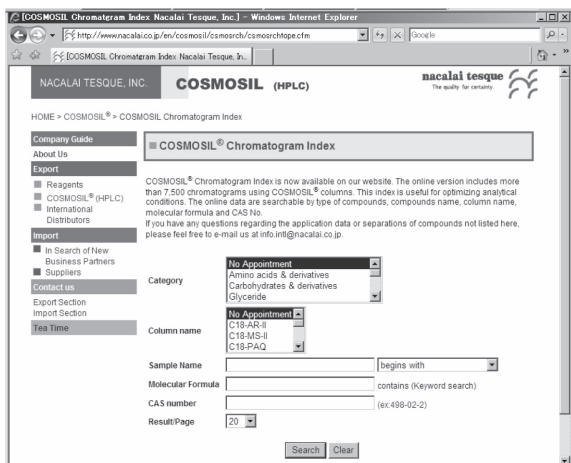 [COSMOSIL Chromatgram Index Nacalai Tesque, Inc.] - Windows Internet Explorer
http://www.nacalai.co.jp/en/cosmosil/csmosrch/csmosrchtope.cfm
Google
[COSMOSIL Chromatgram Index Nacalai Tesque, In..
NACALAI TESQUE, INC.
COSMOSIL (HPLC)
nacalai tesque
The quality for certainty.
HOME > COSMOSIL® > COSMOSIL Chromatogram Index
Company Guide
About Us
Export
Reagents
COSMOSIL® (HPLC)
International
Distributors
Import
In Search of New
Business Partners
Suppliers
Contact us
Export Section
Import Section
Tea Time
COSMOSIL® Chromatogram Index
COSMOSIL® Chromatogram Index is now available on our website. The online version includes more
than 7,500 chromatograms using COSMOSIL® columns. This index is useful for optimizing analytical
conditions. The online data are searchable by type of compounds, compounds name, column name,
molecular formula and CAS No.
If you have any questions regarding the application data or separations of compounds not listed here,
please feel free to e-mail us at info.intl@nacalai.co.jp.
Category
No Appointment
Amino acids & derivatives
Carbohydrates & derivatives
Glyceride
Column name
No Appointment
C18-AR-II
C18-MS-II
C18-PAQ
Sample Name
begins with
Molecular Formula
contains (Keyword search)
CAS number
(ex:498-02-2)
Result/Page
20
Search Clear